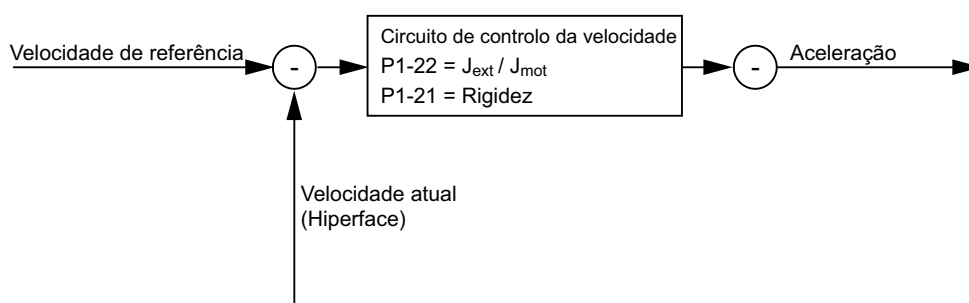 Velocidade de referência
-
Circuito de controlo da velocidade
P1-22 = Jext / Jmot
P1-21 = Rigidez
-
Aceleração
Velocidade atual
(Hiperface)